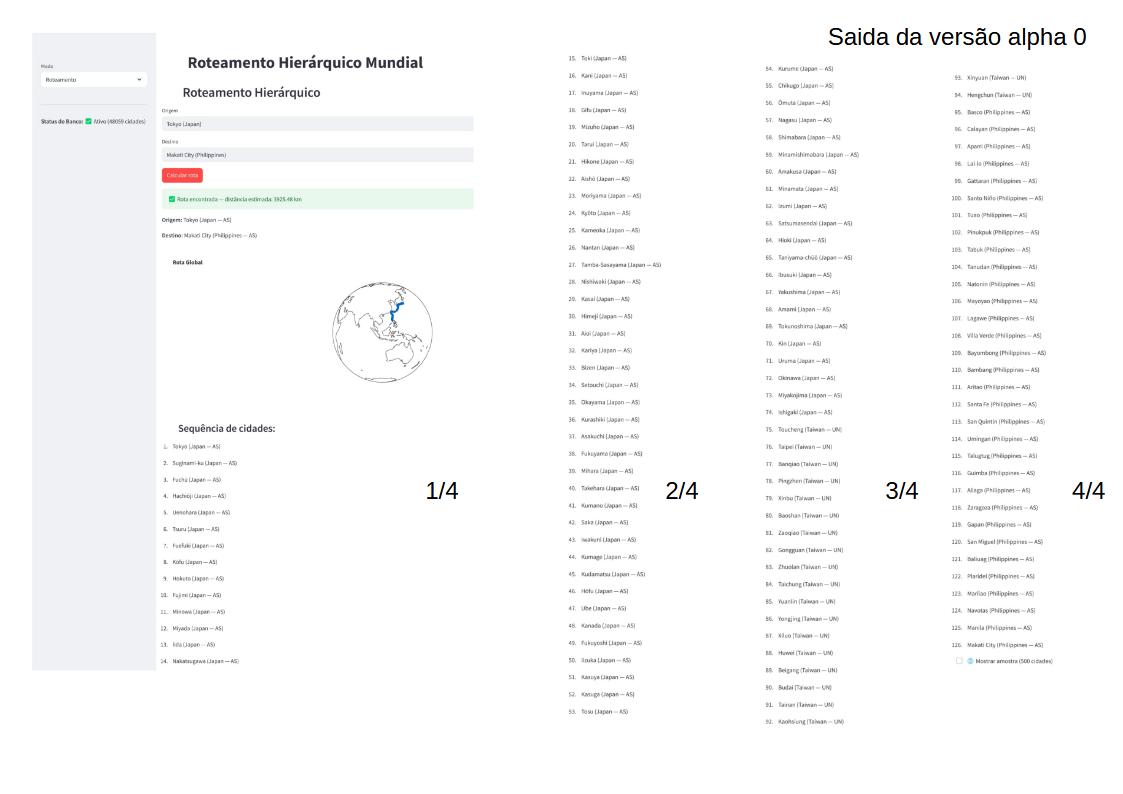 Saida da versão alpha 0
Modo
Roteamento
Status do Banco: ✅ Ativo (48059 cidades)
Roteamento Hierárquico Mundial
Roteamento Hierárquico
Origem
Tokyo (Japan)
Destino
Makati City (Philippines)
Calcular rota
✅ Rota encontrada — distância estimada: 3925.48 km
Origem: Tokyo (Japan — AS)
Destino: Makati City (Philippines — AS)
Rota Global
Sequência de cidades:
1. Tokyo (Japan — AS)
2. Suginami-ku (Japan — AS)
3. Fucha (Japan — AS)
4. Hachiōji (Japan — AS)
5. Uenohara (Japan — AS)
6. Tsuru (Japan — AS)
7. Fuefuki (Japan — AS)
8. Kōfu (Japan — AS)
9. Hokuto (Japan — AS)
10. Fujimi (Japan — AS)
11. Minowa (Japan — AS)
12. Miyada (Japan — AS)
13. Iida (Japan — AS)
14. Nakatsugawa (Japan — AS)
1/4
15. Toki (Japan — AS)
16. Kani (Japan — AS)
17. Inuyama (Japan — AS)
18. Gifu (Japan — AS)
19. Mizuho (Japan — AS)
20. Tarui (Japan — AS)
21. Hikone (Japan — AS)
22. Aishō (Japan — AS)
23. Moriyama (Japan — AS)
24. Kyōto (Japan — AS)
25. Kameoka (Japan — AS)
26. Nantan (Japan — AS)
27. Tamba-Sasayama (Japan — AS)
28. Nishiwaki (Japan — AS)
29. Kasai (Japan — AS)
30. Himeji (Japan — AS)
31. Aioi (Japan — AS)
32. Kariya (Japan — AS)
33. Bizen (Japan — AS)
34. Setouchi (Japan — AS)
35. Okayama (Japan — AS)
36. Kurashiki (Japan — AS)
37. Asakuchi (Japan — AS)
38. Fukuyama (Japan — AS)
39. Mihara (Japan — AS)
40. Takehara (Japan — AS)
41. Kumano (Japan — AS)
42. Saka (Japan — AS)
43. Iwakuni (Japan — AS)
44. Kumage (Japan — AS)
45. Kudamatsu (Japan — AS)
46. Hōfu (Japan — AS)
47. Ube (Japan — AS)
48. Kanada (Japan — AS)
49. Fukuyoshi (Japan — AS)
50. Iizuka (Japan — AS)
51. Kasuya (Japan — AS)
52. Kasuga (Japan — AS)
53. Tosu (Japan — AS)
2/4
54. Kurume (Japan — AS)
55. Chikugo (Japan — AS)
56. Ōmuta (Japan — AS)
57. Nagasu (Japan — AS)
58. Shimabara (Japan — AS)
59. Minamishimabara (Japan — AS)
60. Amakusa (Japan — AS)
61. Minamata (Japan — AS)
62. Izumi (Japan — AS)
63. Satsumasendai (Japan — AS)
64. Hioki (Japan — AS)
65. Taniyama-chūō (Japan — AS)
66. Ibusuki (Japan — AS)
67. Yakushima (Japan — AS)
68. Amami (Japan — AS)
69. Tokunoshima (Japan — AS)
70. Kin (Japan — AS)
71. Uruma (Japan — AS)
72. Okinawa (Japan — AS)
73. Miyakojima (Japan — AS)
74. Ishigaki (Japan — AS)
75. Toucheng (Taiwan — UN)
76. Taipei (Taiwan — UN)
77. Banqiao (Taiwan — UN)
78. Pingzhen (Taiwan — UN)
79. Xinbu (Taiwan — UN)
80. Baoshan (Taiwan — UN)
81. Zaoqiao (Taiwan — UN)
82. Gongguan (Taiwan — UN)
83. Zhuolan (Taiwan — UN)
84. Taichung (Taiwan — UN)
85. Yuanlin (Taiwan — UN)
86. Yongjing (Taiwan — UN)
87. Xiluo (Taiwan — UN)
88. Huwei (Taiwan — UN)
89. Beigang (Taiwan — UN)
90. Budai (Taiwan — UN)
91. Tainan (Taiwan — UN)
92. Kaohsiung (Taiwan — UN)
3/4
93. Xinyuan (Taiwan — UN)
94. Hengchun (Taiwan — UN)
95. Basco (Philippines — AS)
96. Calayan (Philippines — AS)
97. Aparri (Philippines — AS)
98. Lal-lo (Philippines — AS)
99. Gattaran (Philippines — AS)
100. Santo Niño (Philippines — AS)
101. Tuao (Philippines — AS)
102. Pinukpuk (Philippines — AS)
103. Tabuk (Philippines — AS)
104. Tanudan (Philippines — AS)
105. Natonin (Philippines — AS)
106. Mayoyao (Philippines — AS)
107. Lagawe (Philippines — AS)
108. Villa Verde (Philippines — AS)
109. Bayombong (Philippines — AS)
110. Bambang (Philippines — AS)
111. Aritao (Philippines — AS)
112. Santa Fe (Philippines — AS)
113. San Quintin (Philippines — AS)
114. Umingan (Philippines — AS)
115. Talugtug (Philippines — AS)
116. Guimba (Philippines — AS)
117. Aliaga (Philippines — AS)
118. Zaragoza (Philippines — AS)
119. Gapan (Philippines — AS)
120. San Miguel (Philippines — AS)
121. Baliuag (Philippines — AS)
122. Plaridel (Philippines — AS)
123. Marilao (Philippines — AS)
124. Navotas (Philippines — AS)
125. Manila (Philippines — AS)
126. Makati City (Philippines — AS)
Mostrar amostra (500 cidades)
4/4